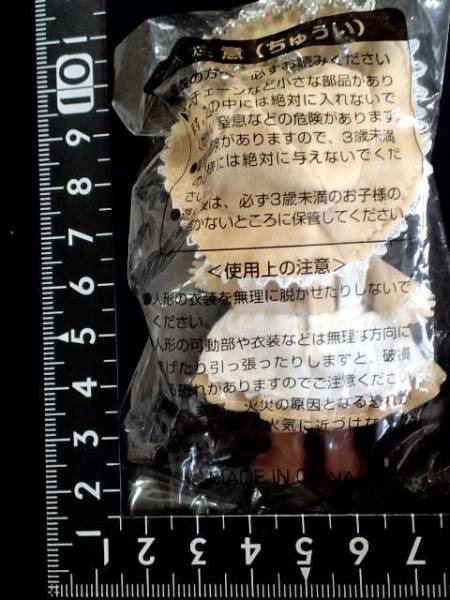 注意(ちゅうい)
の方へ 必ずお読みください
チェーンなど小さな部品があり
の中には絶対に入れないで
窒息などの危険があります
険がありますので、3歳未満
様には絶対に与えないでくだ
さい
は、必ず3歳未満のお子様の
かないところに保管してください
<使用上の注意>
●人形の衣装を無理に脱がせたりしないで
ください。
人形の可動部や衣装などは無理な方向に
げたり引っ張ったりしますと、破損
る恐れがありますのでご注意ください
火災の原因となる恐れが
火気に近づけな
MADE IN CHINA
10
9
8
7
6
5
4
3
2
1
1 2 3 4 5 6 7